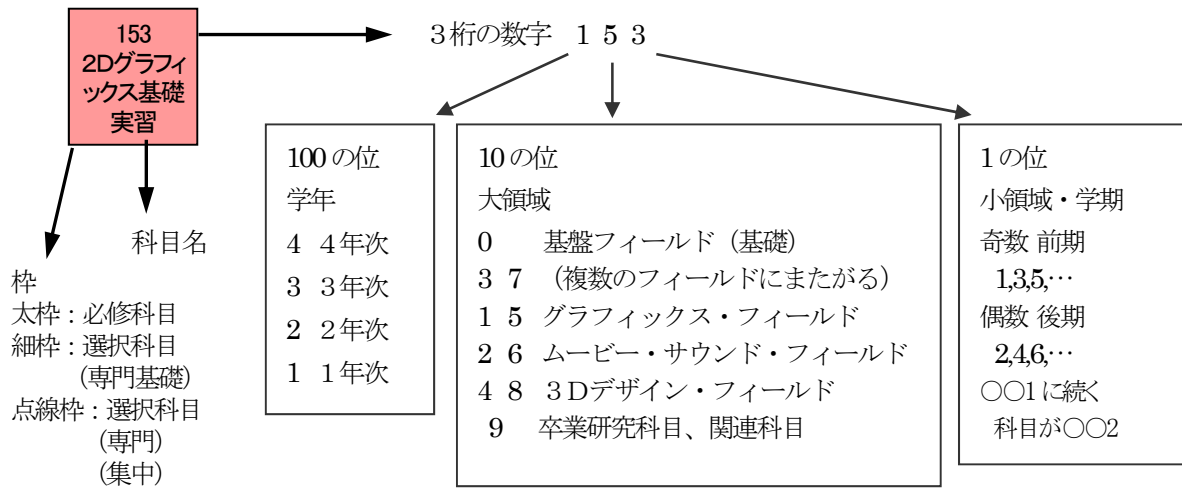 153
2Dグラフィ
ックス基礎
実習
3桁の数字 1 5 3
科目名
枠
太枠：必修科目
細枠：選択科目
(専門基礎)
点線枠：選択科目
(専門)
(集中)
100の位
学年
4 4年次
3 3年次
2 2年次
1 1年次
10の位
大領域
0 基盤フィールド（基礎）
3 7 （複数のフィールドにまたがる）
1 5 グラフィックス・フィールド
2 6 ムービー・サウンド・フィールド
4 8 3Dデザイン・フィールド
9 卒業研究科目、関連科目
1の位
小領域・学期
奇数 前期
1,3,5,…
偶数 後期
2,4,6,…
○○1に続く
科目が○○2